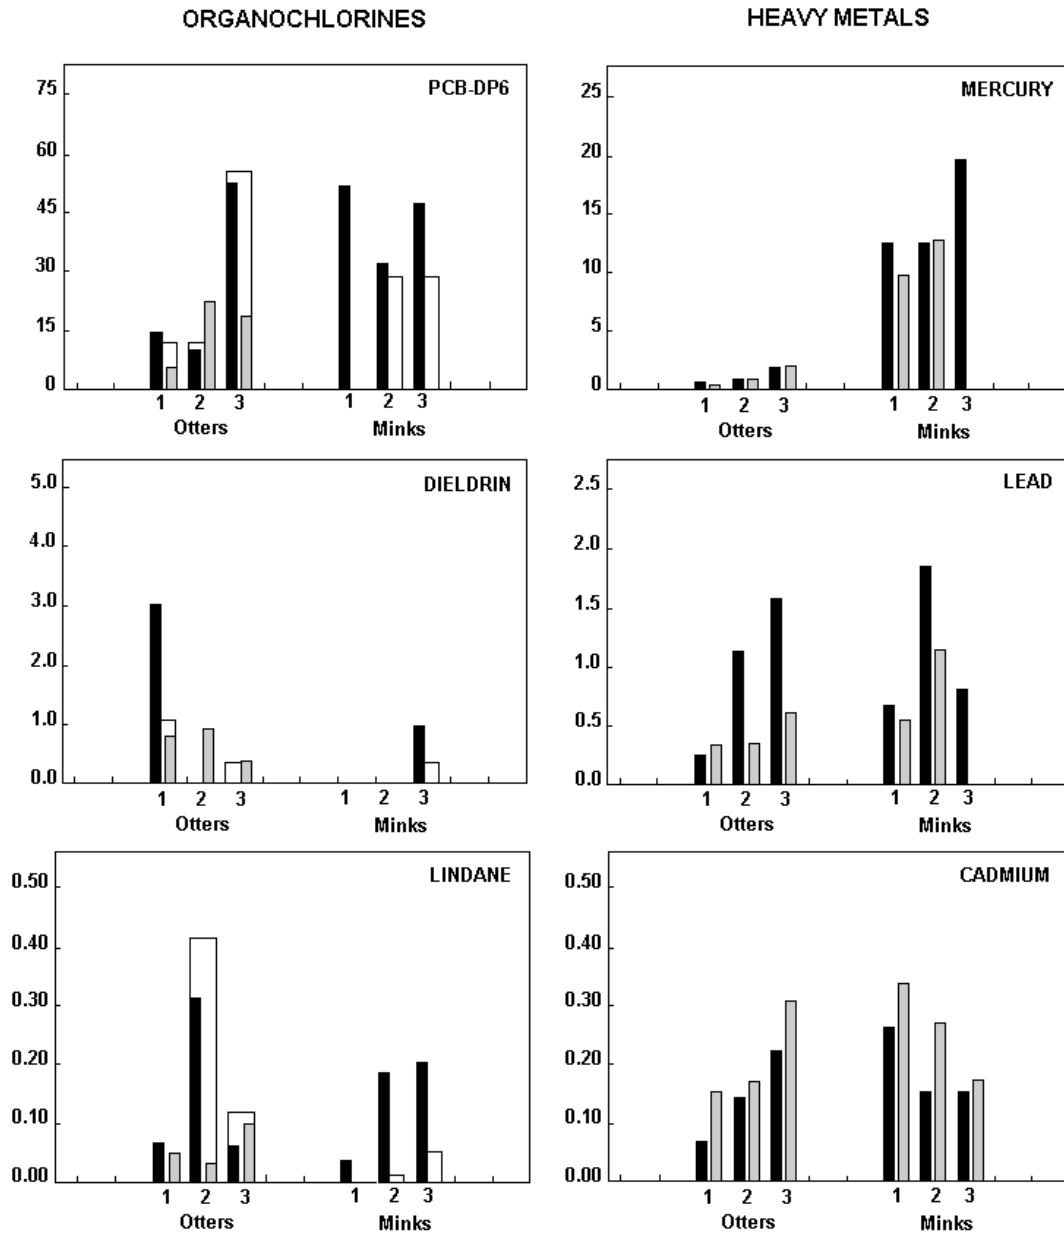 ORGANOCHLORINES
HEAVY METALS
PCB-DP6
75
60
45
30
15
0
1 2 3 1 2 3
Otters Minks
MERCURY
25
20
15
10
5
0
1 2 3 1 2 3
Otters Minks
DIELDRIN
5.0
4.0
3.0
2.0
1.0
0.0
1 2 3 1 2 3
Otters Minks
LEAD
2.5
2.0
1.5
1.0
0.5
0.0
1 2 3 1 2 3
Otters Minks
LINDANE
0.50
0.40
0.30
0.20
0.10
0.00
1 2 3 1 2 3
Otters Minks
CADMIUM
0.50
0.40
0.30
0.20
0.10
0.00
1 2 3 1 2 3
Otters Minks